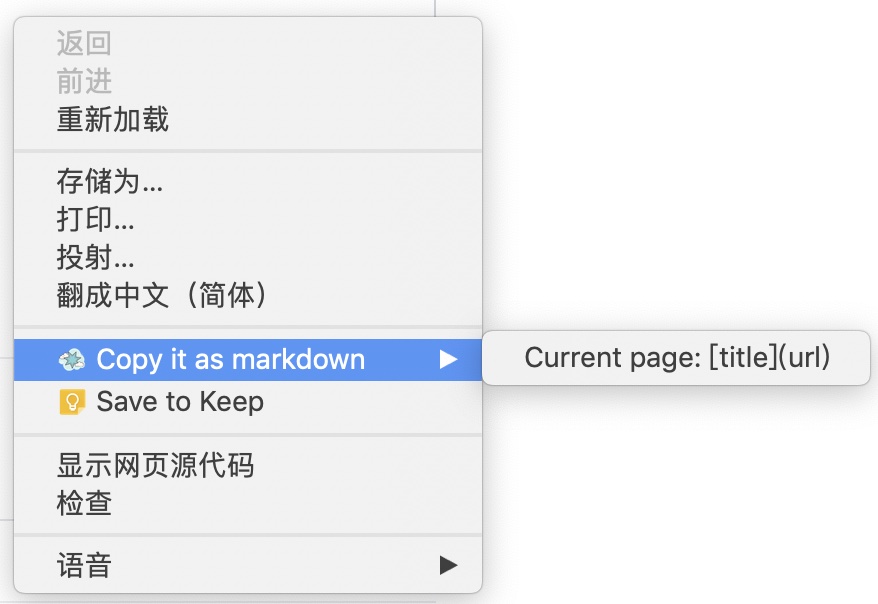 返回
前进
重新加载
存储为...
打印...
投射...
翻成中文（简体）
Copy it as markdown
Current page: [title](url)
Save to Keep
显示网页源代码
检查
语音